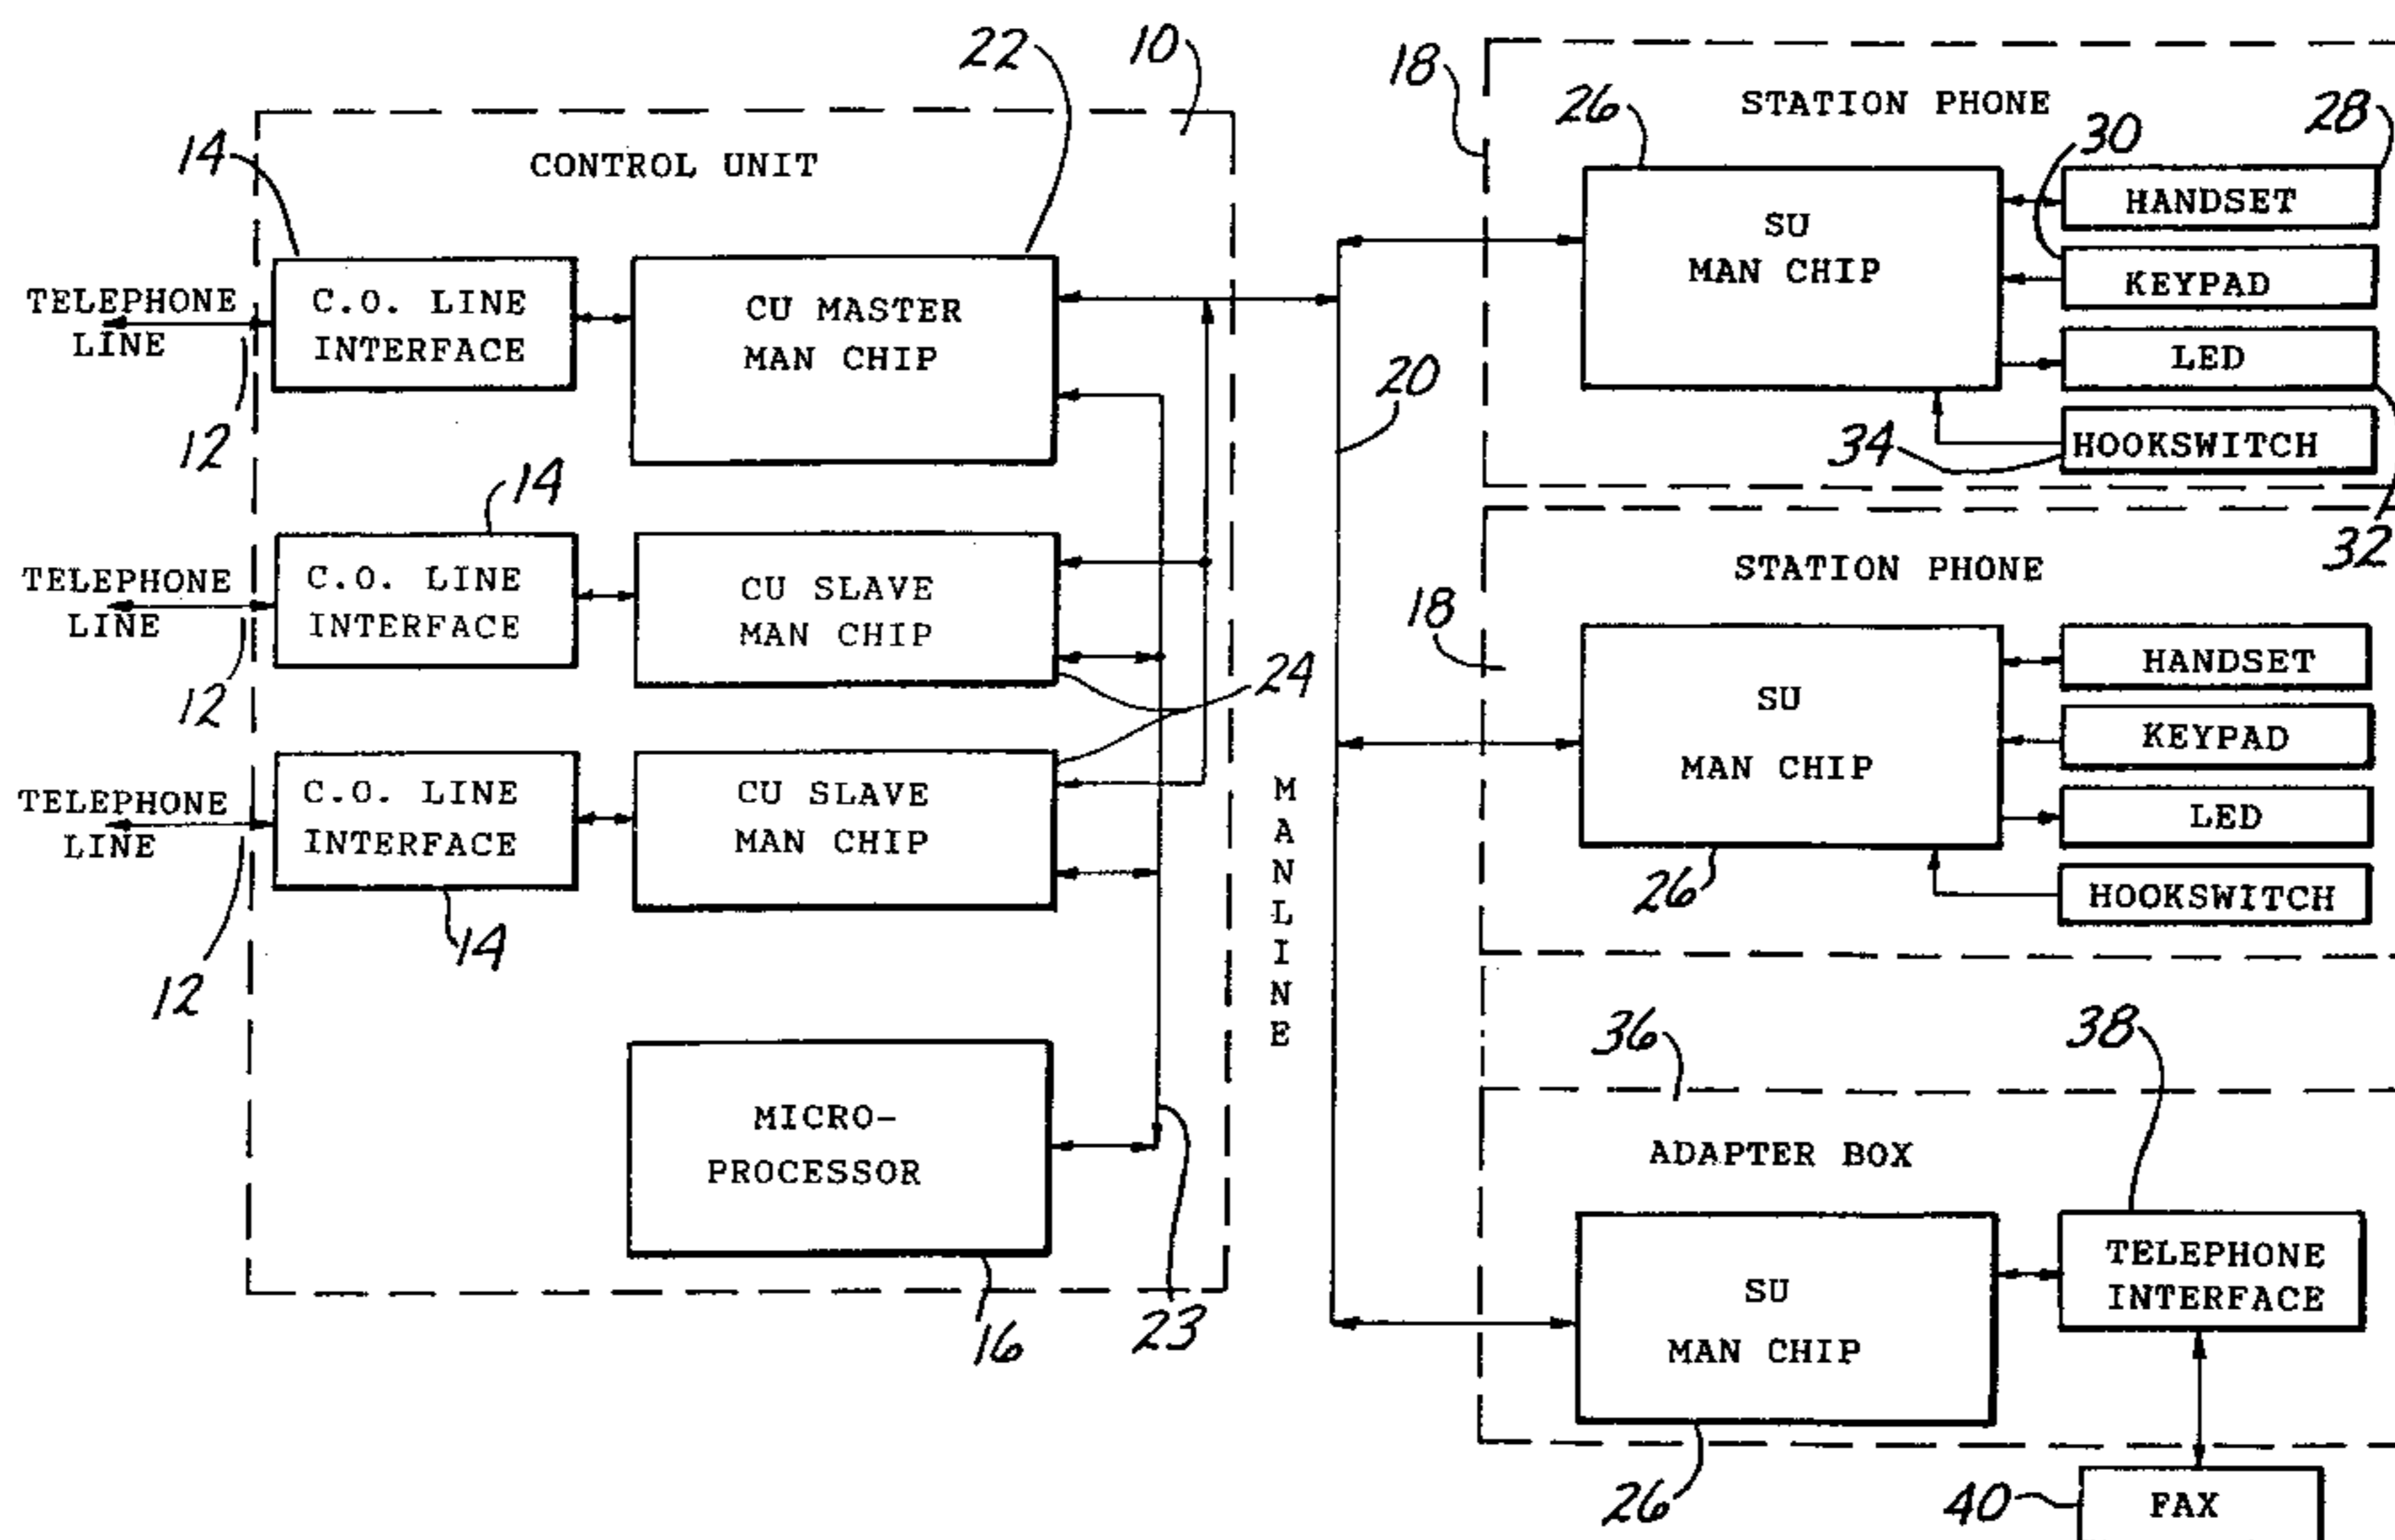 22
10
CONTROL UNIT
14
TELEPHONE
LINE
12
C.O. LINE
INTERFACE
CU MASTER
MAN CHIP
14
TELEPHONE
LINE
12
C.O. LINE
INTERFACE
CU SLAVE
MAN CHIP
24
TELEPHONE
LINE
12
C.O. LINE
INTERFACE
14
CU SLAVE
MAN CHIP
MICRO-
PROCESSOR
16
23
MANLINE
20
18
STATION PHONE
26
SU
MAN CHIP
30
28
HANDSET
KEYPAD
LED
34
HOOKSWITCH
32
STATION PHONE
18
SU
MAN CHIP
26
HANDSET
KEYPAD
LED
HOOKSWITCH
36
38
ADAPTER BOX
SU
MAN CHIP
26
TELEPHONE
INTERFACE
40
FAX